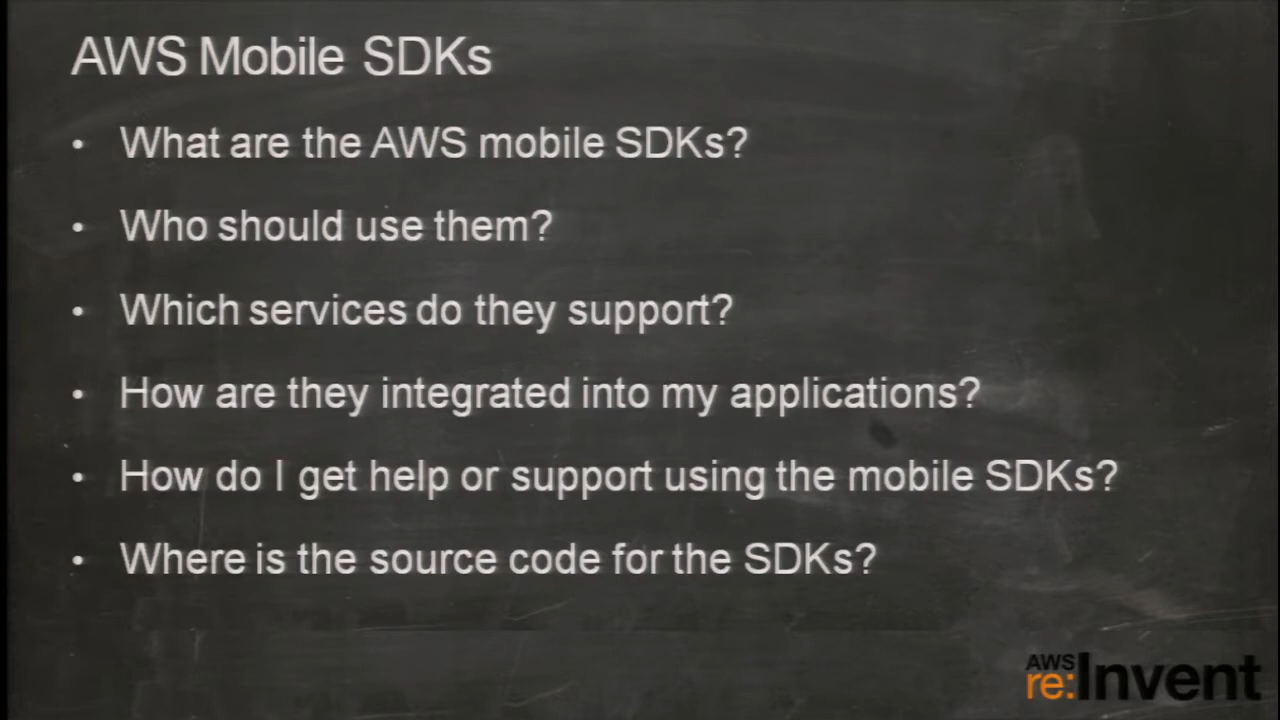 AWS Mobile SDKs
• What are the AWS mobile SDKs?
• Who should use them?
• Which services do they support?
• How are they integrated into my applications?
• How do I get help or support using the mobile SDKs?
• Where is the source code for the SDKs?
AWS
re:Invent